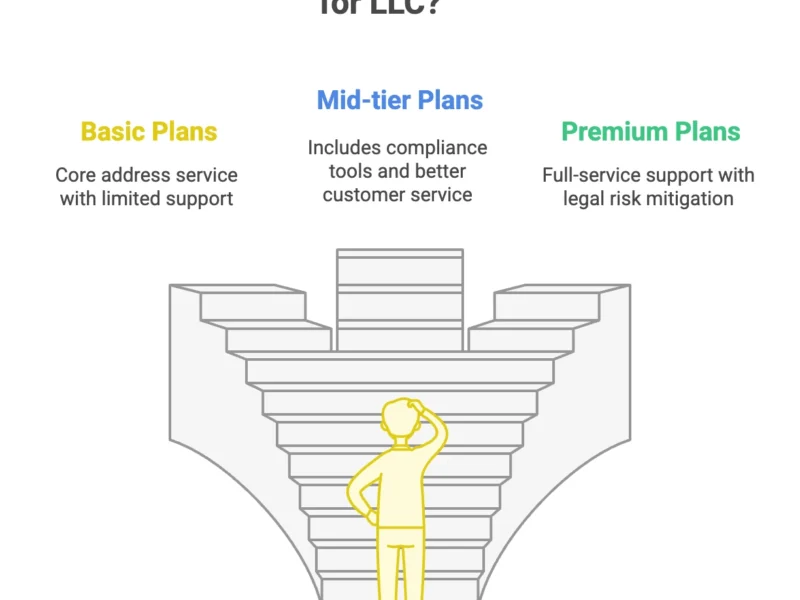 for LLC?
Mid-tier Plans
Basic Plans
Premium Plans
Includes compliance
tools and better
customer service
Core address service
with limited support
Full-service support with
legal risk mitigation